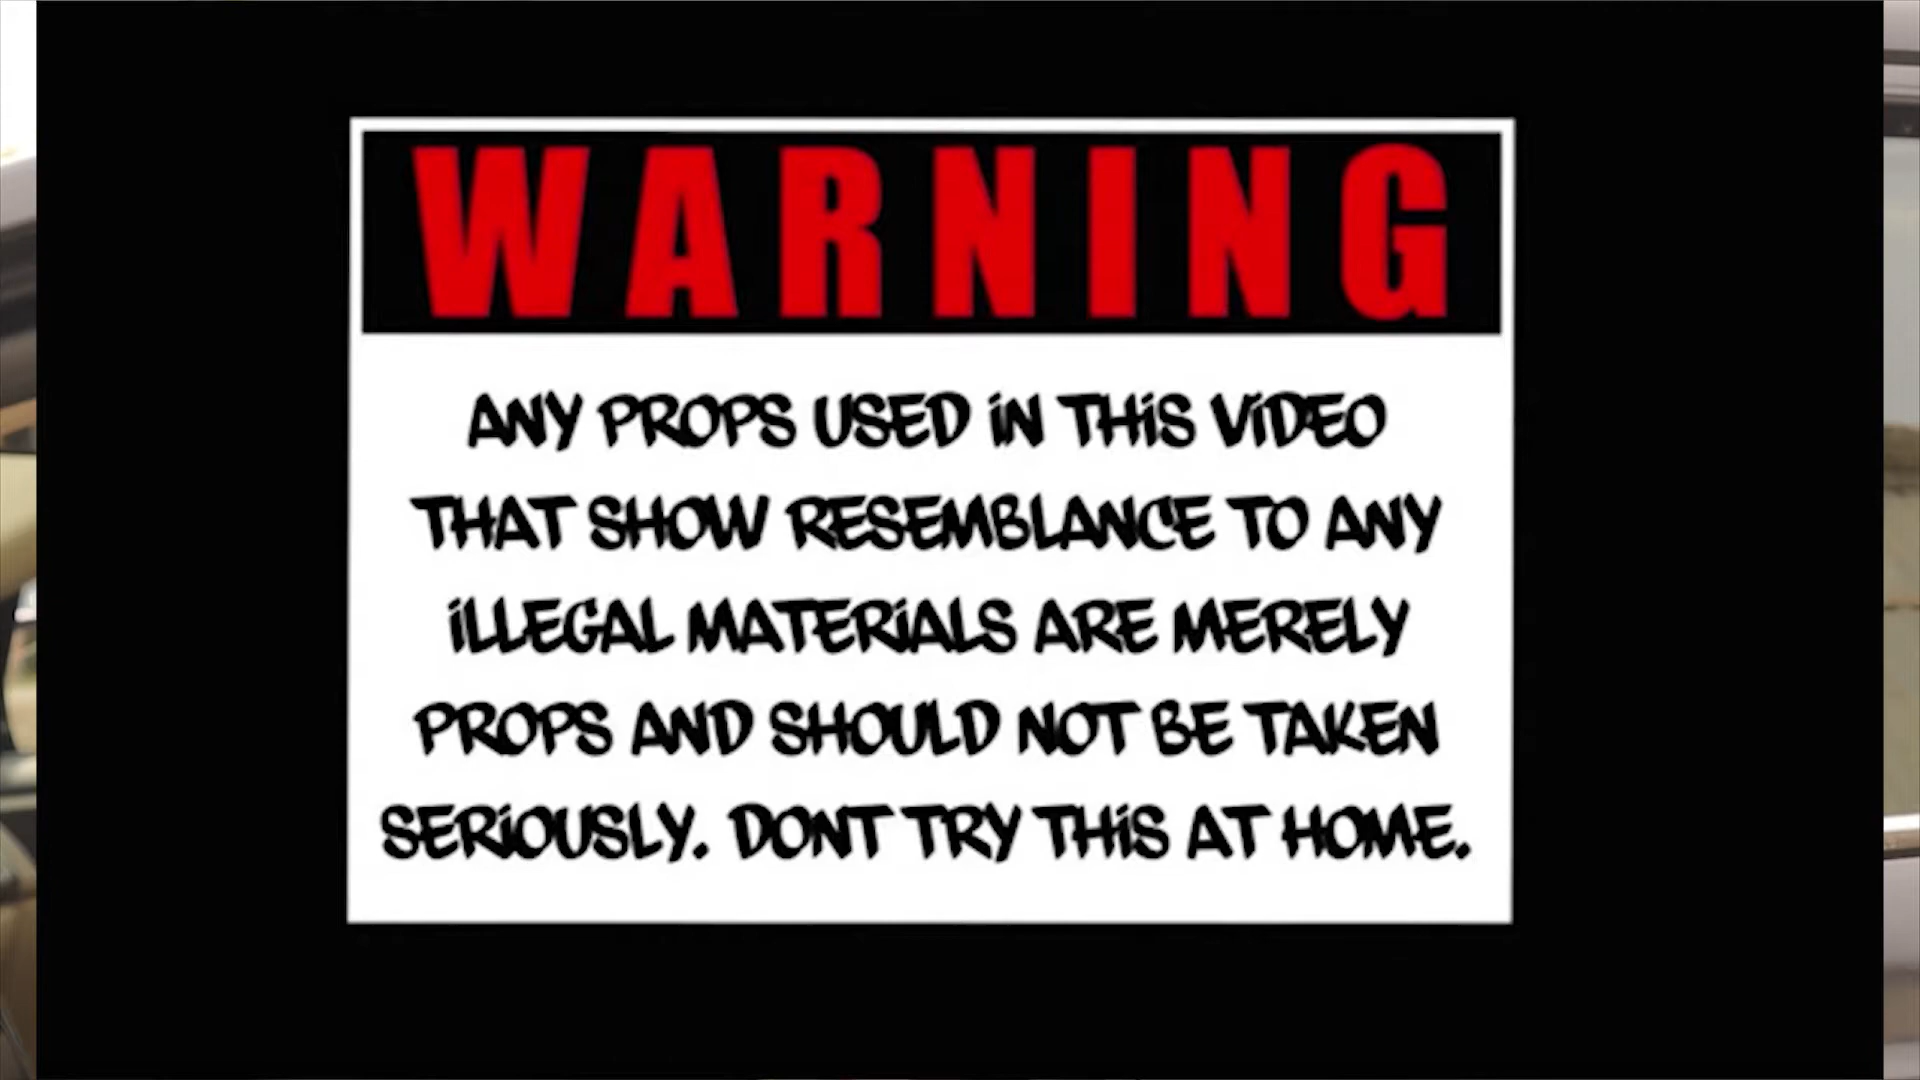 WARNING
ANY PROPS USED iN THiS ViDEO
THAT SHOW RESEMBLANCE TO ANY
iLLEGAL MATERiALS ARE MERELY
PROPS AND SHOULD NOT BE TAKEN
SERiOUSLY. DONT TRY THiS AT HOME.